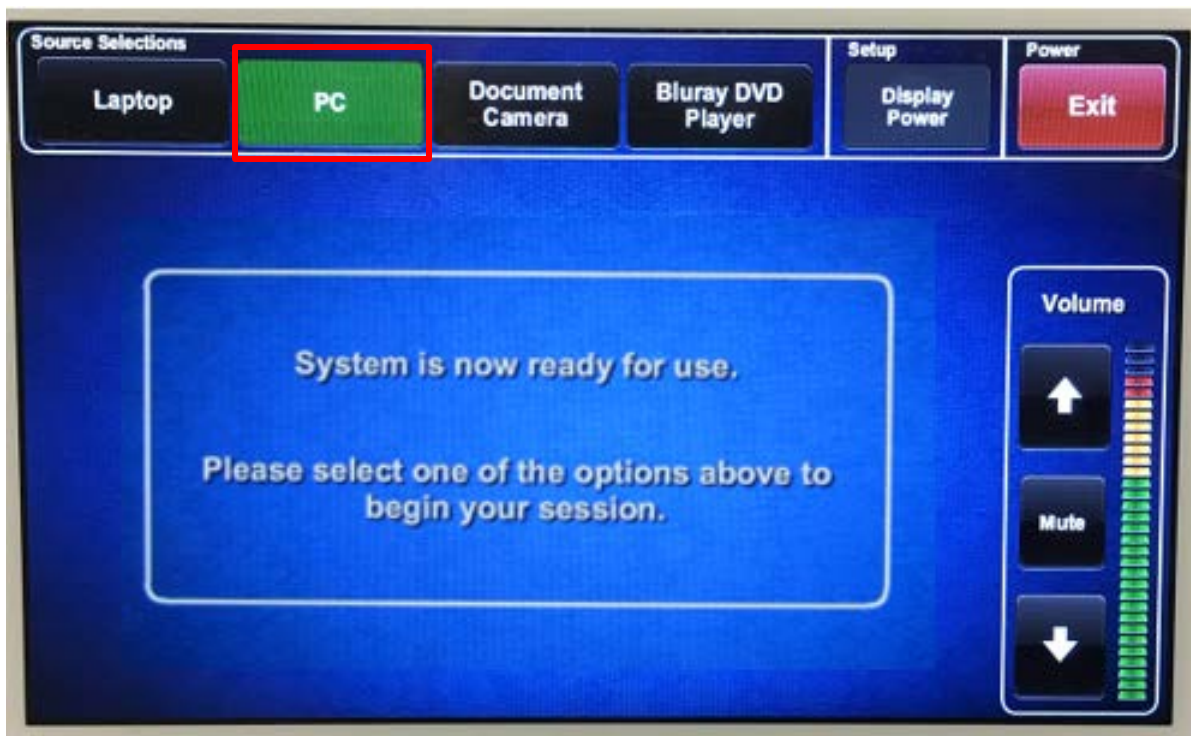 Source Selections
Setup
Power
Laptop
PC
Document
Camera
Bluray DVD
Player
Display
Power
Exit
System is now ready for use.
Please select one of the options above to
begin your session.
Volume
Mute